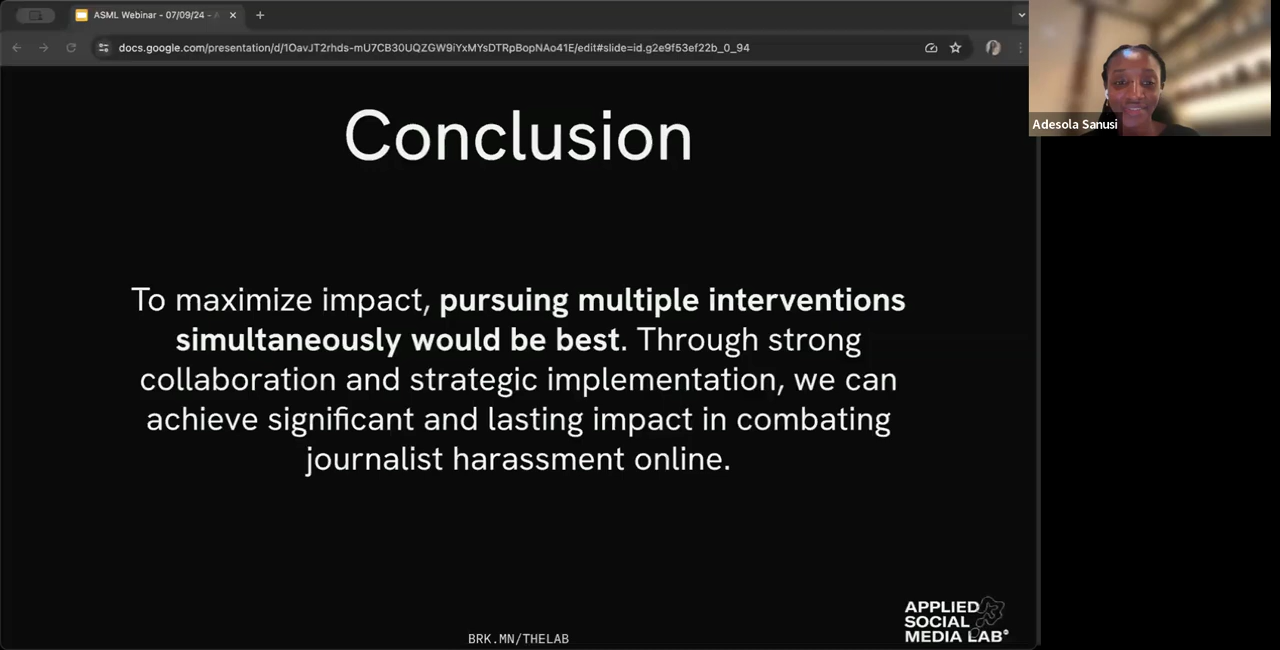 ASML Webinar - 07/09/24 -
docs.google.com/presentation/d/1OavJT2rhds-mU7CB30UQZGW9iYxMYsDTRpBopNAo41E/edit#slide=id.g2e9f53ef22b_0_94
Adesola Sanusi
Conclusion
To maximize impact, pursuing multiple interventions
simultaneously would be best. Through strong
collaboration and strategic implementation, we can
achieve significant and lasting impact in combating
journalist harassment online.
APPLIED
SOCIAL
MEDIA LAB
BRK.MN/THELAB